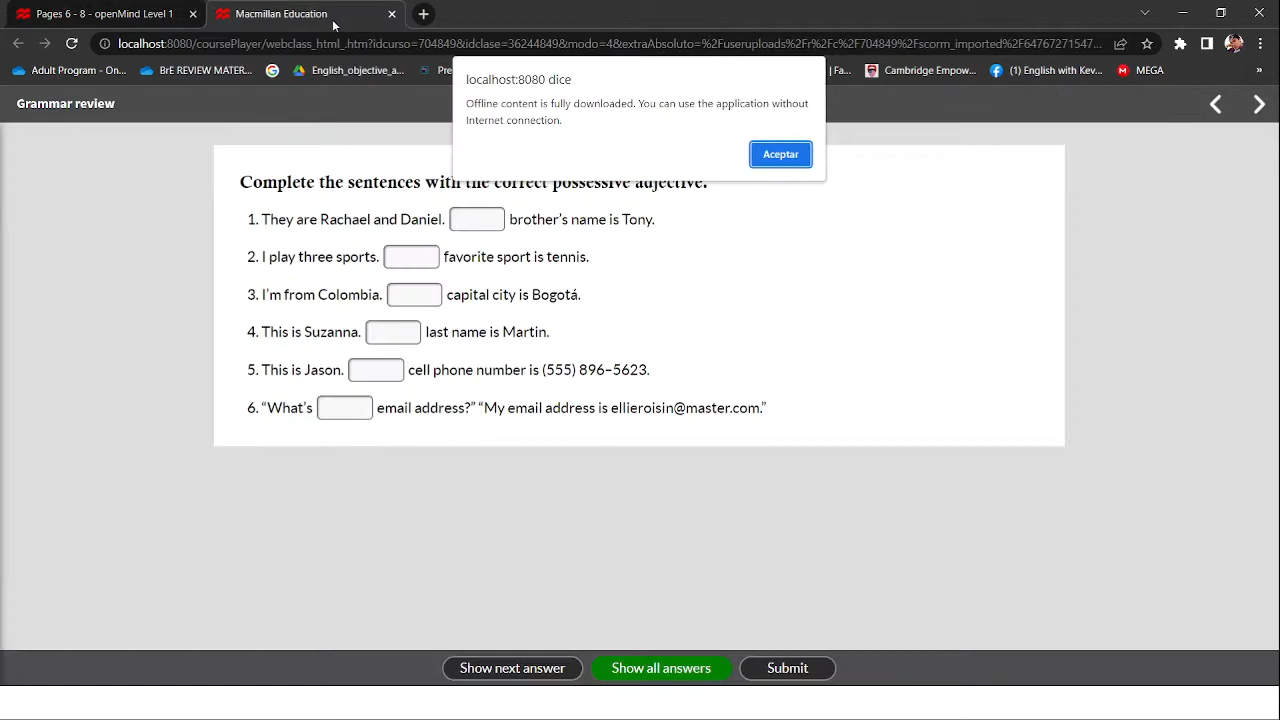 Pages 6 - 8 - openMind Level 1
Macmillan Education
localhost:8080/coursePlayer/webclass_html_.htm?idcurso=704849&idclase=36244849&modo=4&extraAbsoluto=%2Fuseruploads%2Fr%2Fc%2F704849%2Fscorm_imported%2F64767271547...
Adult Program - On...
BrE REVIEW MATER...
English_objective_a...
Pre
Fa...
Cambridge Empow...
(1) English with Kev...
MEGA
localhost:8080 dice
Offline content is fully downloaded. You can use the application without
Internet connection.
Aceptar
Grammar review
Complete the sentences with the correct possessive adjective.
1. They are Rachael and Daniel. brother's name is Tony.
2. I play three sports. favorite sport is tennis.
3. I'm from Colombia. capital city is Bogotá.
4. This is Suzanna. last name is Martin.
5. This is Jason. cell phone number is (555) 896–5623.
6. “What's email address?” “My email address is ellieroisin@master.com.”
Show next answer
Show all answers
Submit